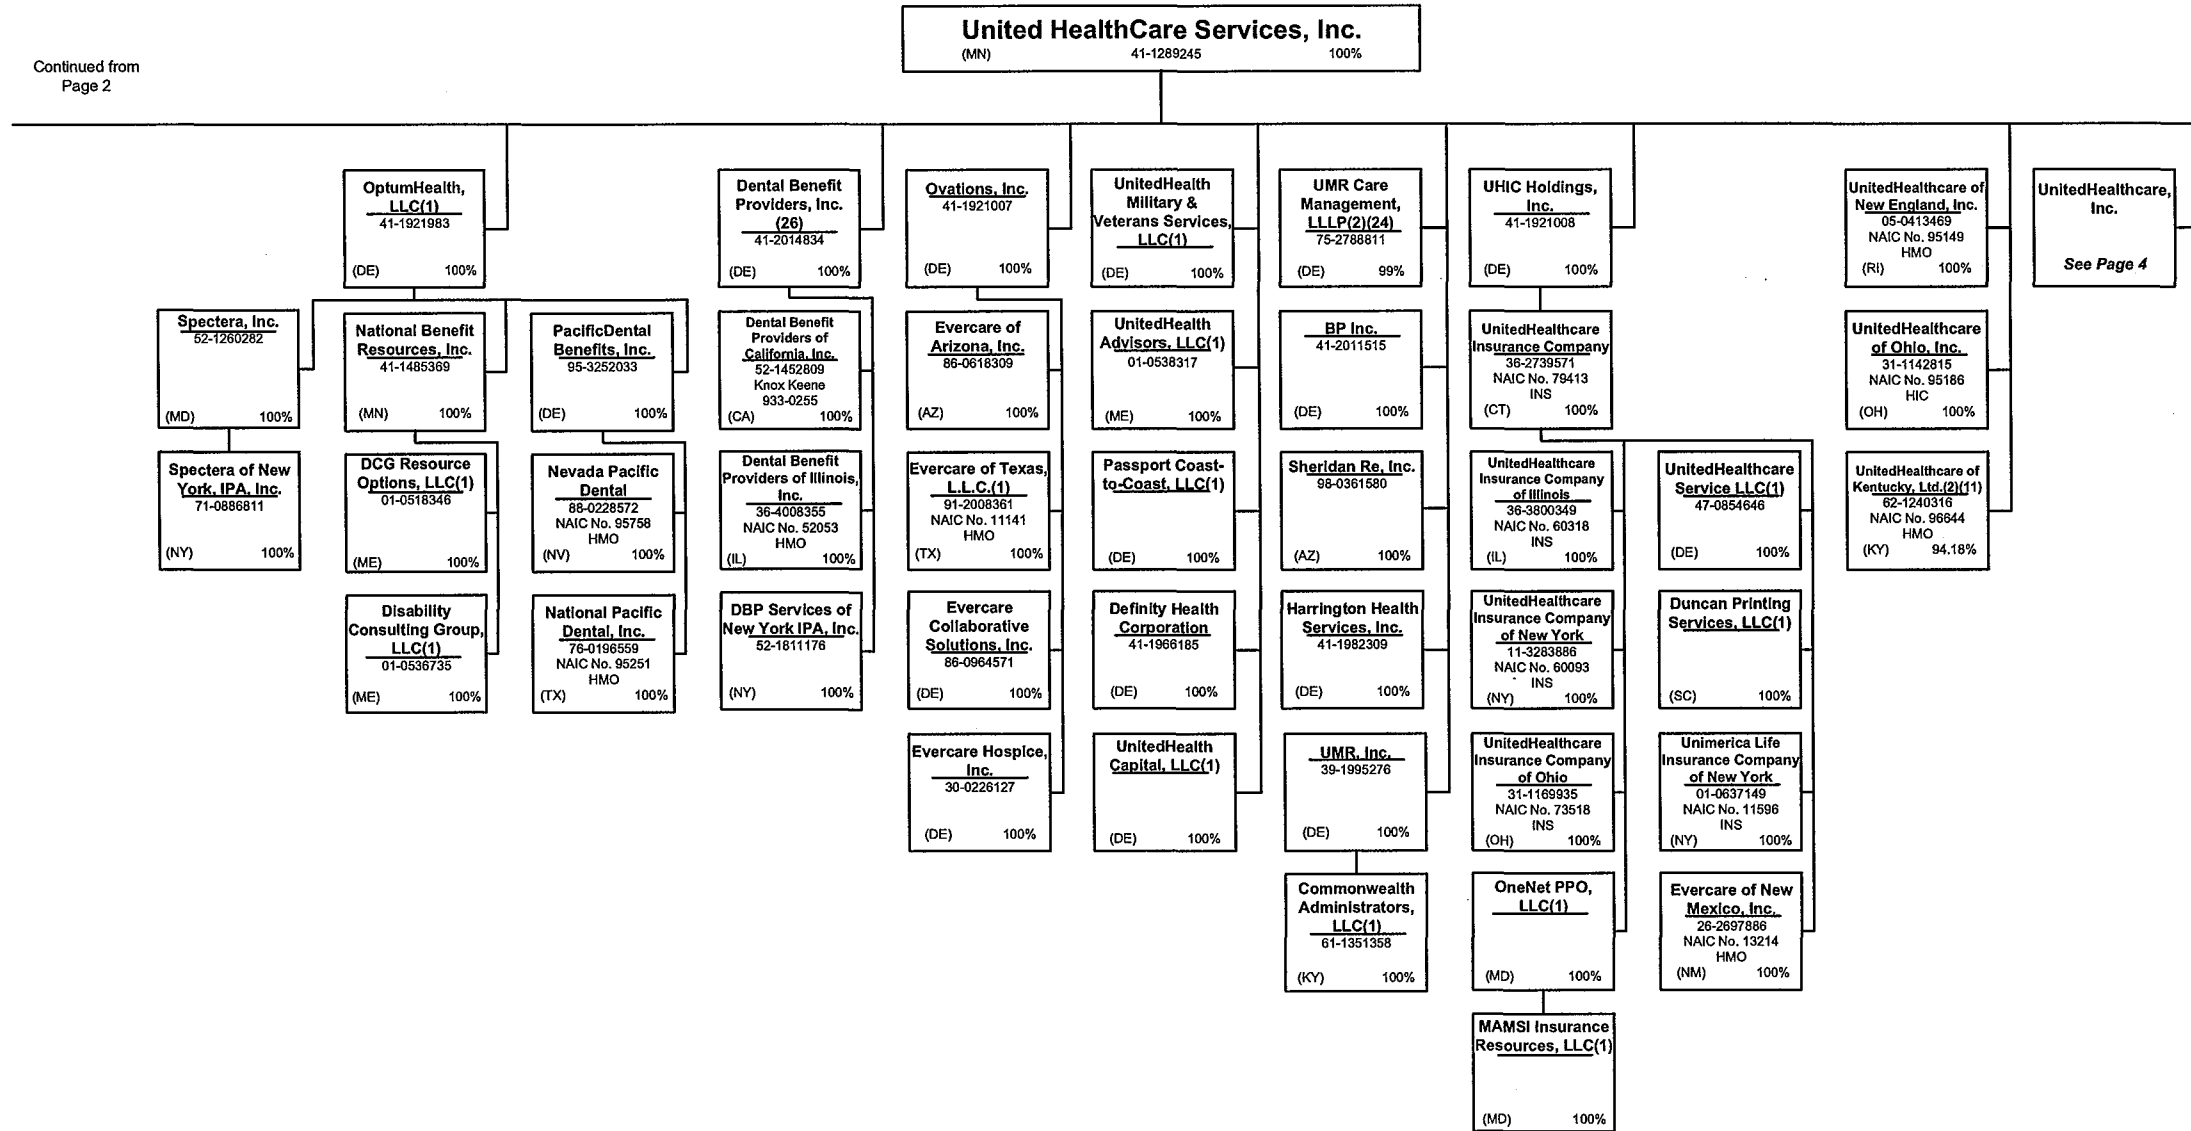 United HealthCare Services, Inc.
(MN) 41-1289245 100%
Continued from
Page 2
OptumHealth,
LLC(1)
41-1921983
(DE) 100%
Dental Benefit
Providers, Inc.
(26)
41-2014834
(DE) 100%
Ovations, Inc.
41-1921007
(DE) 100%
UnitedHealth
Military &
Veterans Services,
LLC(1)
(DE) 100%
UMR Care
Management,
LLLP(2)(24)
75-2788811
(DE) 99%
UHIC Holdings,
Inc.
41-1921008
(DE) 100%
UnitedHealthcare of
New England, Inc.
05-0413469
NAIC No. 95149
HMO
(RI) 100%
UnitedHealthcare,
Inc.
See Page 4
Spectera, Inc.
52-1260282
(MD) 100%
National Benefit
Resources, Inc.
41-1485369
(MN) 100%
PacificDental
Benefits, Inc.
95-3252033
(DE) 100%
Dental Benefit
Providers of
California, Inc.
52-1452809
Knox Keene
933-0255
(CA) 100%
Evercare of
Arizona, Inc.
86-0618309
(AZ) 100%
UnitedHealth
Advisors, LLC(1)
01-0538317
(ME) 100%
BP Inc.
41-2011515
(DE) 100%
UnitedHealthcare
Insurance Company
36-2739571
NAIC No. 79413
INS
(CT) 100%
UnitedHealthcare
of Ohio, Inc.
31-1142815
NAIC No. 95186
HIC
(OH) 100%
Spectera of New
York, IPA, Inc.
71-0886811
(NY) 100%
DCG Resource
Options, LLC(1)
01-0518346
(ME) 100%
Nevada Pacific
Dental
88-0228572
NAIC No. 95758
HMO
(NV) 100%
Dental Benefit
Providers of Illinois,
Inc.
36-4008355
NAIC No. 52053
HMO
(IL) 100%
Evercare of Texas,
L.L.C.(1)
91-2008361
NAIC No. 11141
HMO
(TX) 100%
Passport Coast-
to-Coast, LLC(1)
(DE) 100%
Sheridan Re, Inc.
98-0361580
(AZ) 100%
UnitedHealthcare
Insurance Company
of Illinois
36-3800349
NAIC No. 60318
INS
(IL) 100%
UnitedHealthcare
Service LLC(1)
47-0854646
(DE) 100%
UnitedHealthcare of
Kentucky, Ltd.(2)(11)
62-1240316
NAIC No. 96644
HMO
(KY) 94.18%
Disability
Consulting Group,
LLC(1)
01-0536735
(ME) 100%
National Pacific
Dental, Inc.
76-0196559
NAIC No. 95251
HMO
(TX) 100%
DBP Services of
New York IPA, Inc.
52-1811176
(NY) 100%
Evercare
Collaborative
Solutions, Inc.
86-0964571
(DE) 100%
Definity Health
Corporation
41-1966185
(DE) 100%
Harrington Health
Services, Inc.
41-1982309
(DE) 100%
UnitedHealthcare
Insurance Company
of New York
11-3283886
NAIC No. 60093
INS
(NY) 100%
Duncan Printing
Services, LLC(1)
(SC) 100%
Evercare Hospice,
Inc.
30-0226127
(DE) 100%
UnitedHealth
Capital, LLC(1)
(DE) 100%
UMR, Inc.
39-1995276
(DE) 100%
UnitedHealthcare
Insurance Company
of Ohio
31-1169935
NAIC No. 73518
INS
(OH) 100%
Unimerica Life
Insurance Company
of New York
01-0637149
NAIC No. 11596
INS
(NY) 100%
Commonwealth
Administrators,
LLC(1)
61-1351358
(KY) 100%
OneNet PPO,
LLC(1)
(MD) 100%
Evercare of New
Mexico, Inc.
26-2697886
NAIC No. 13214
HMO
(NM) 100%
MAMSI Insurance
Resources, LLC(1)
(MD) 100%